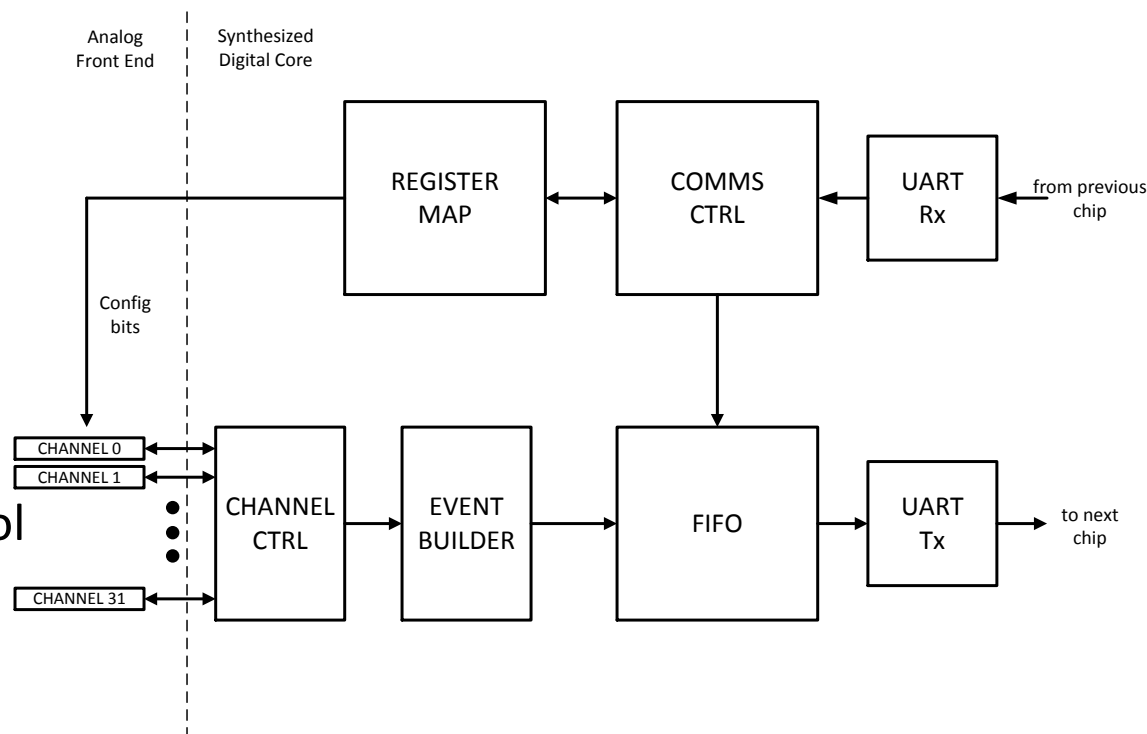 Analog
Front End
Synthesized
Digital Core
REGISTER
MAP
COMMS
CTRL
UART
Rx
from previous
chip
Config
bits
CHANNEL 0
CHANNEL 1
ol
CHANNEL 31
CHANNEL
CTRL
EVENT
BUILDER
FIFO
UART
Tx
to next
chip